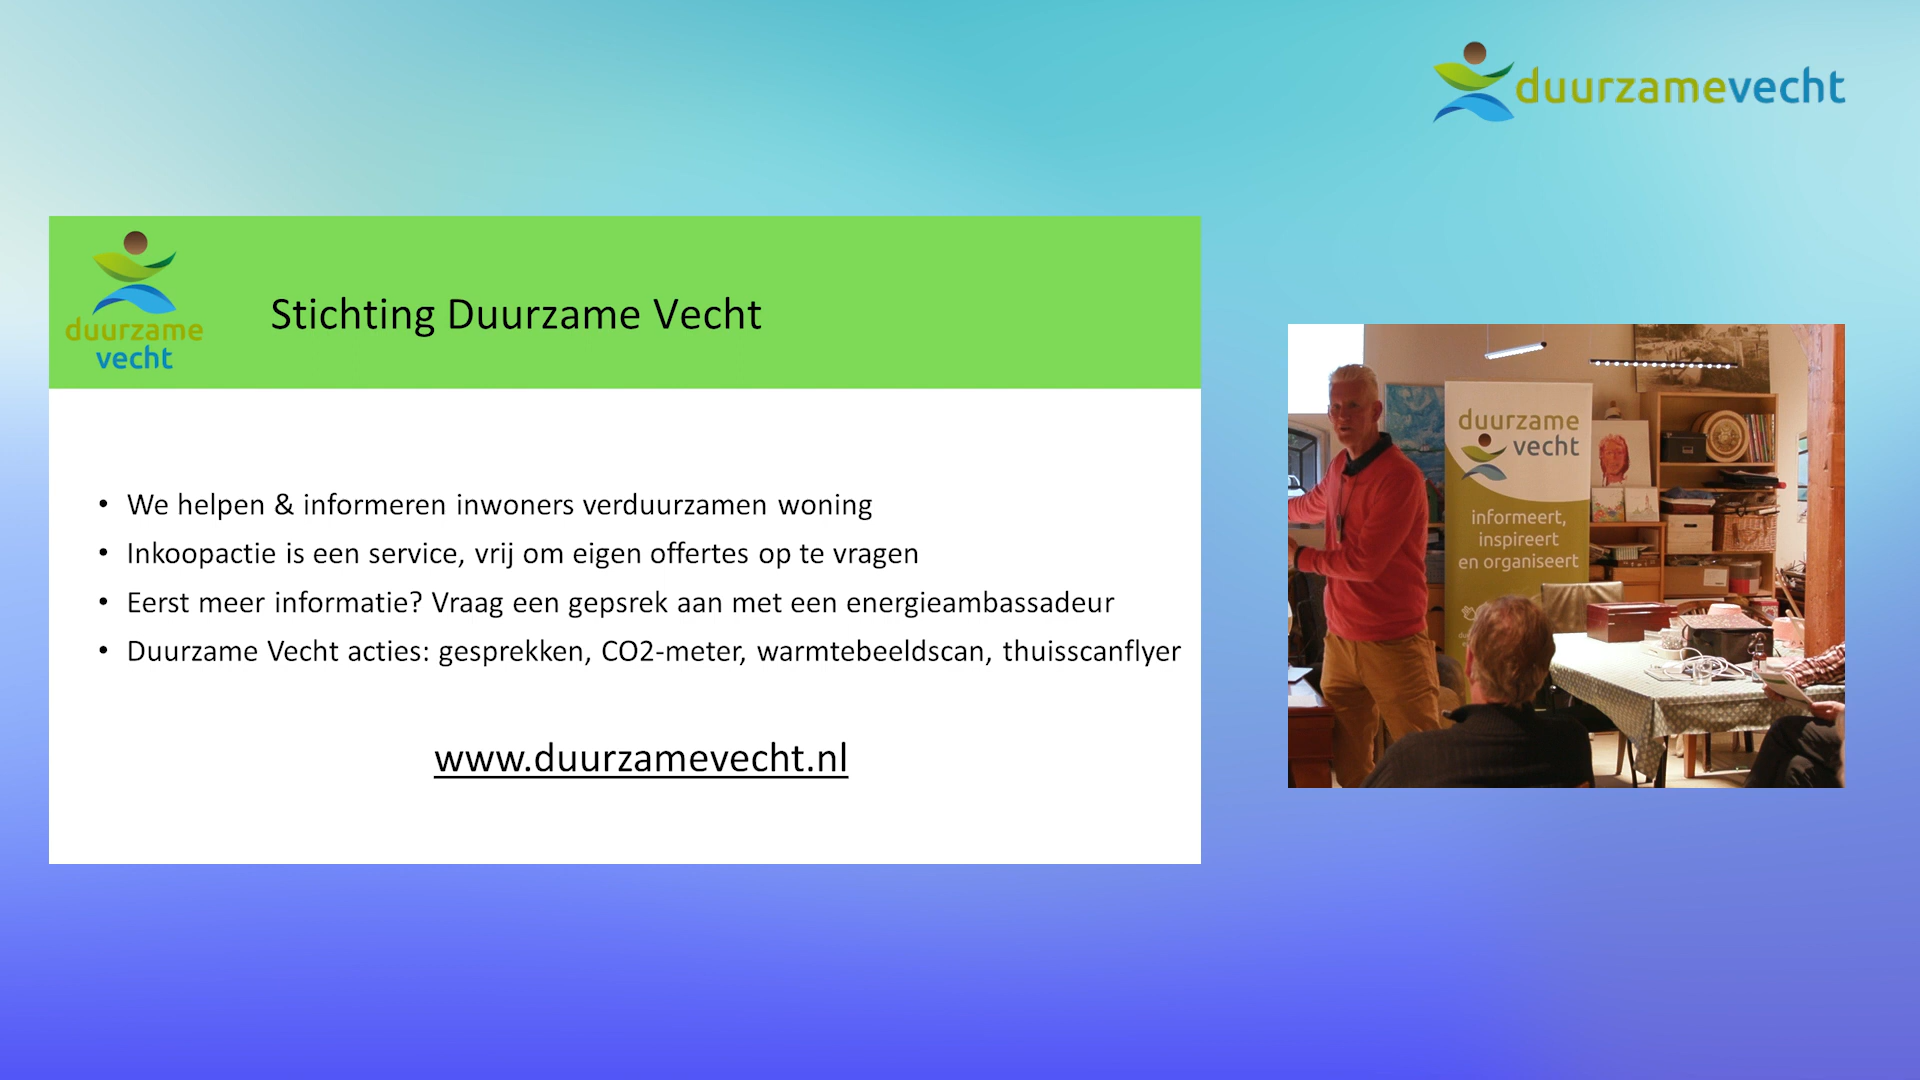 duurzamevecht
duurzame
vecht
Stichting Duurzame Vecht
• We helpen & informeren inwoners verduurzamen woning
• Inkoopactie is een service, vrij om eigen offertes op te vragen
• Eerst meer informatie? Vraag een gepsrek aan met een energieambassadeur
• Duurzame Vecht acties: gesprekken, CO2-meter, warmtebeeldscan, thuisscanflyer
www.duurzamevecht.nl
duurzame
vecht
informeert,
inspireert
en organiseert